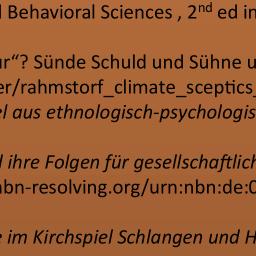 l Behavioral Sciences , 2nd ed in
ur“? Sünde Schuld und Sühne u
er/rahmstorf_climate_sceptics_
el aus ethnologisch-psychologis
d ihre Folgen für gesellschaftlich
nbn-resolving.org/urn:nbn:de:0
e im Kirchspiel Schlangen und H